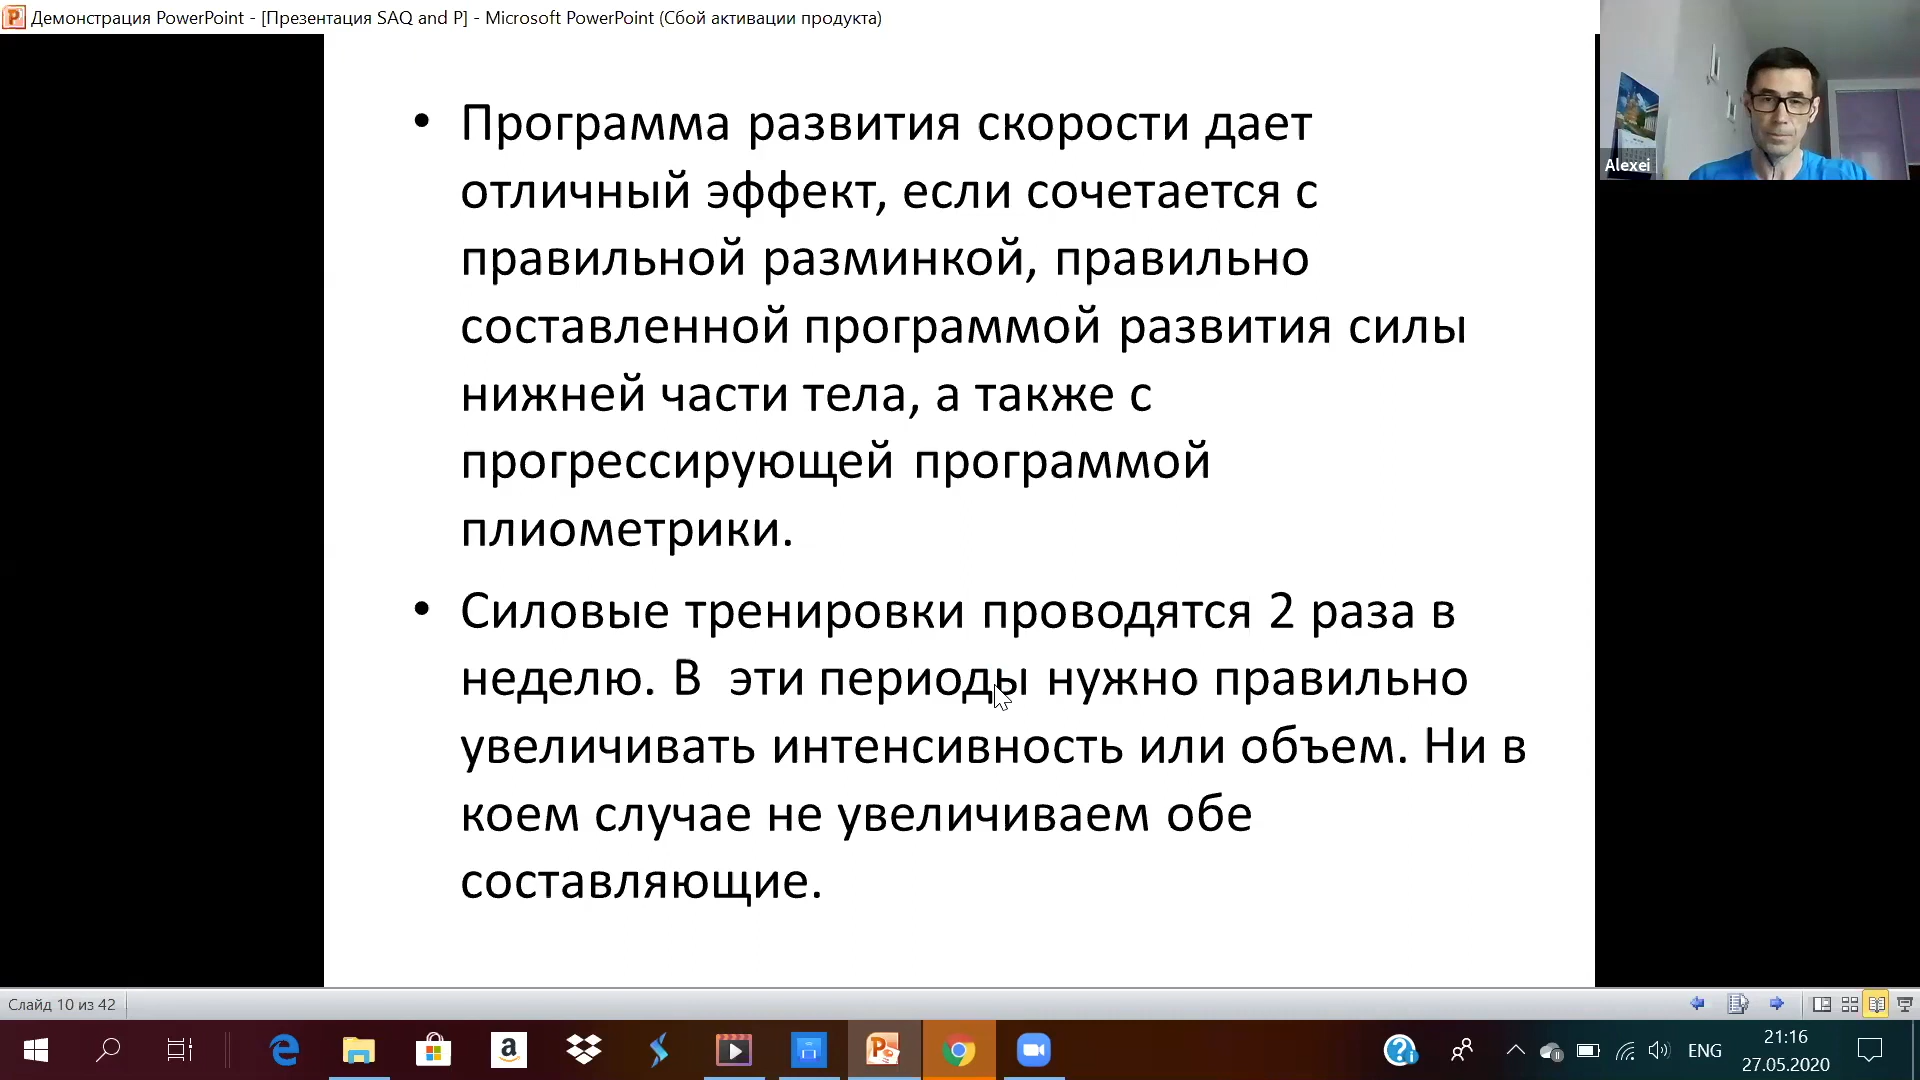 Демонстрация PowerPoint - [Презентация SAQ and P] - Microsoft PowerPoint (Сбой активации продукта)
Alexei
• Программа развития скорости дает
отличный эффект, если сочетается с
правильной разминкой, правильно
составленной программой развития силы
нижней части тела, а также с
прогрессирующей программой
плиометрики.
• Силовые тренировки проводятся 2 раза в
неделю. В  эти периоды нужно правильно
увеличивать интенсивность или объем. Ни в
коем случае не увеличиваем обе
составляющие.
Слайд 10 из 42
ENG
21:16
27.05.2020